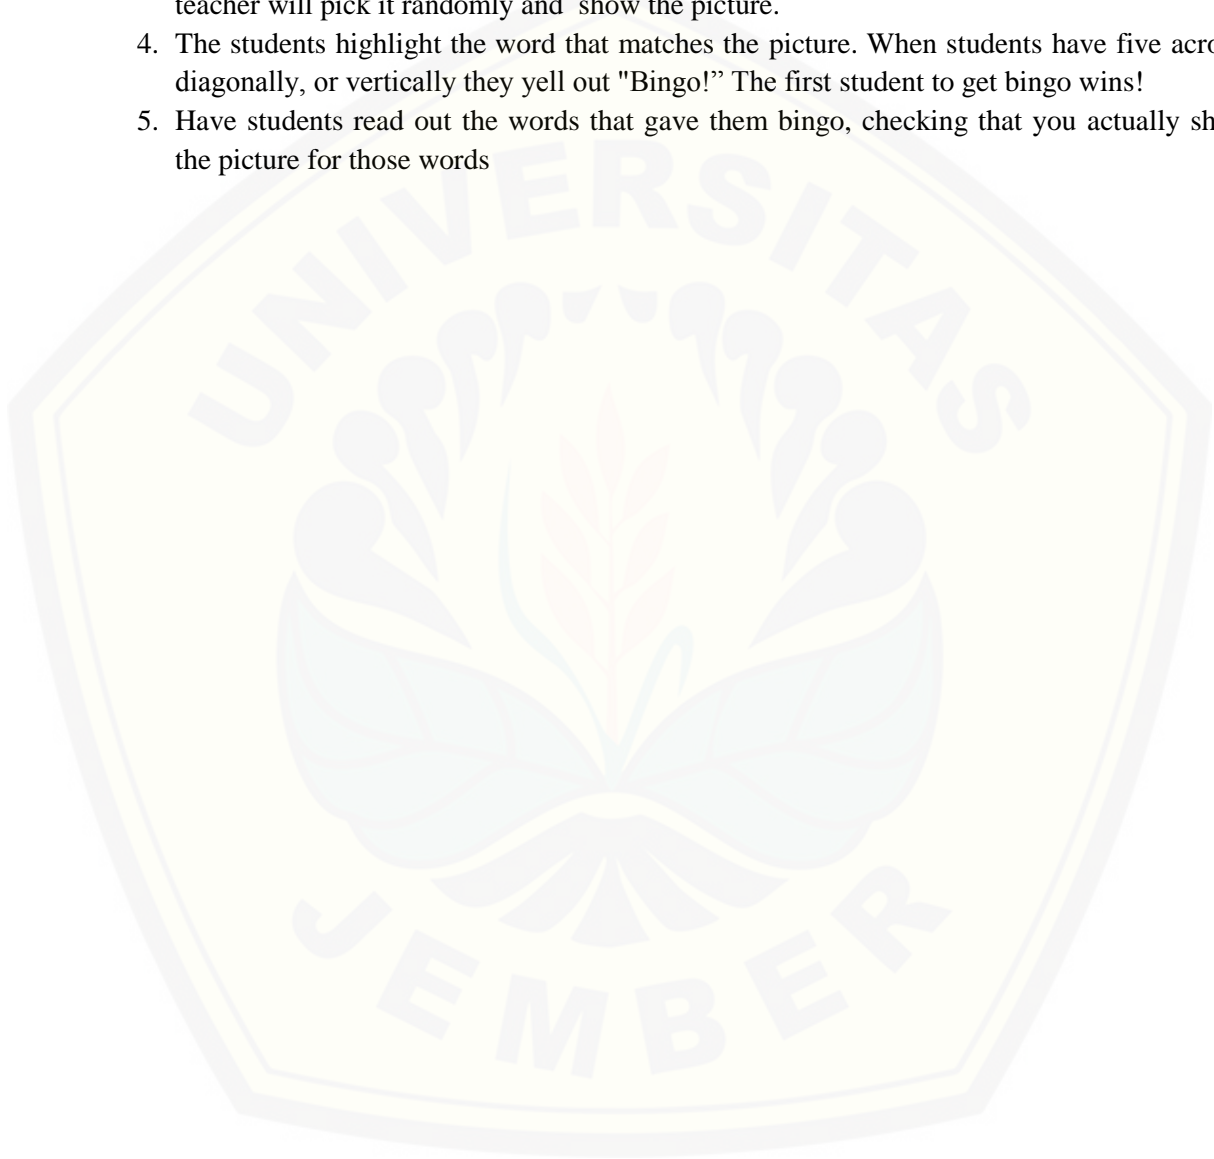 teacher will pick it randomly and show the picture.
4. The students highlight the word that matches the picture. When students have five
diagonally, or vertically they yell out "Bingo!” The first student to get bingo wins!
5. Have students read out the words that gave them bingo, checking that you actually
the picture for those words
UNIVERSITAS
JEMBER